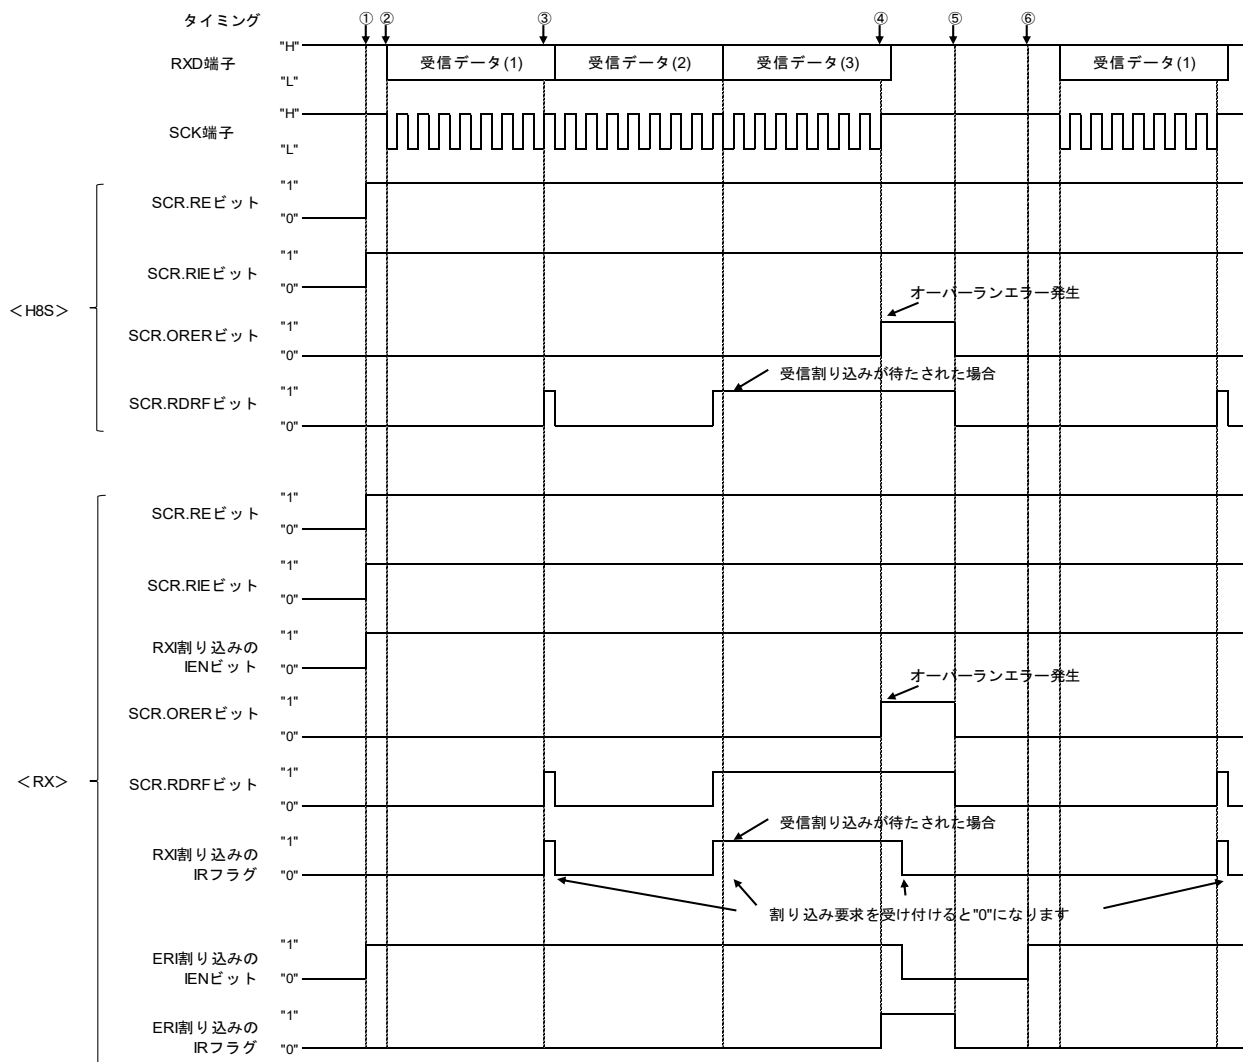 タイミング ① ② ③ ④ ⑤ ⑥
RXD端子 "H" "L" 受信データ(1) 受信データ(2) 受信データ(3) 受信データ(1)
SCK端子 "H" "L"
<H8S>
SCR.REビット "1" "0"
SCR.RIEビット "1" "0"
オーバーランエラー発生
SCR.ORERビット "1" "0"
受信割り込みが待たされた場合
SCR.RDRFビット "1" "0"
<RX>
SCR.REビット "1" "0"
SCR.RIEビット "1" "0"
RXI割り込みの
IENビット "1" "0"
オーバーランエラー発生
SCR.ORERビット "1" "0"
SCR.RDRFビット "1" "0"
受信割り込みが待たされた場合
RXI割り込みの
IRフラグ "1" "0"
割り込み要求を受け付けると"0"になります
ERI割り込みの
IENビット "1" "0"
ERI割り込みの
IRフラグ "1" "0"